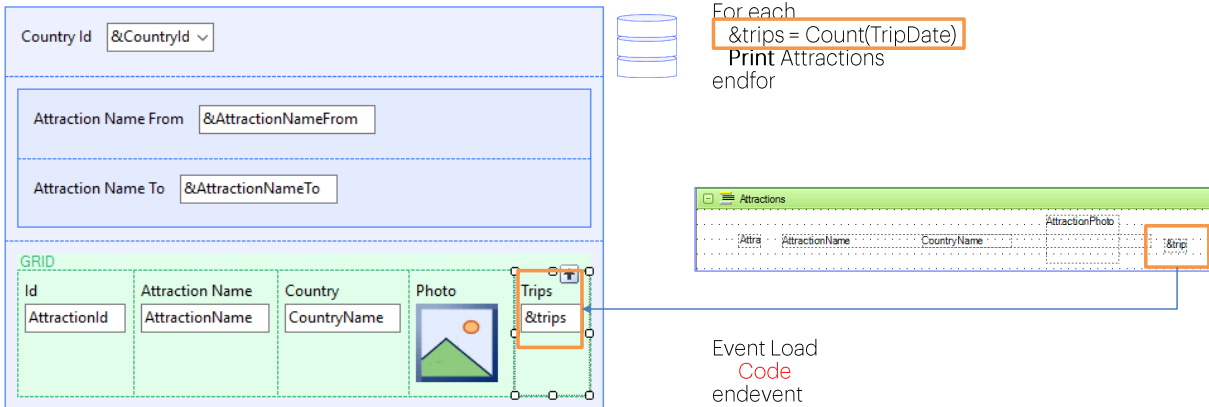 Country Id &CountryId
Attraction Name From &AttractionNameFrom
Attraction Name To &AttractionNameTo
GRID
Id Attraction Name Country Photo Trips
AttractionId AttractionName CountryName &trips
For each
&trips = Count(TripDate)
Print Attractions
endfor
Attractions
AttractionPhoto
Attra AttractionName CountryName &trip
Event Load
Code
endevent